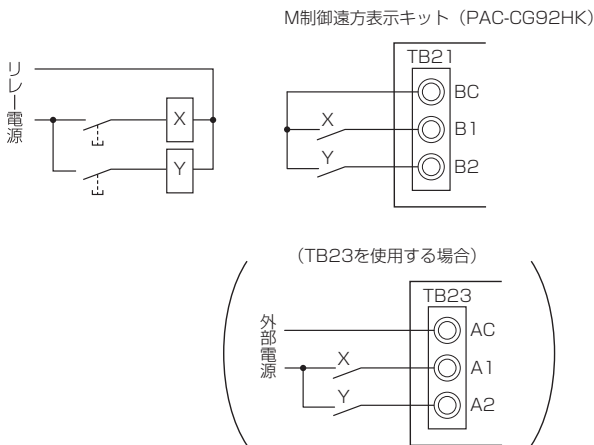 M制御遠方表示キット（PAC-CG92HK）
リレー電源
X
Y
TB21
BC
X
B1
Y
B2
（TB23を使用する場合）
TB23
外部電源
AC
X
A1
Y
A2